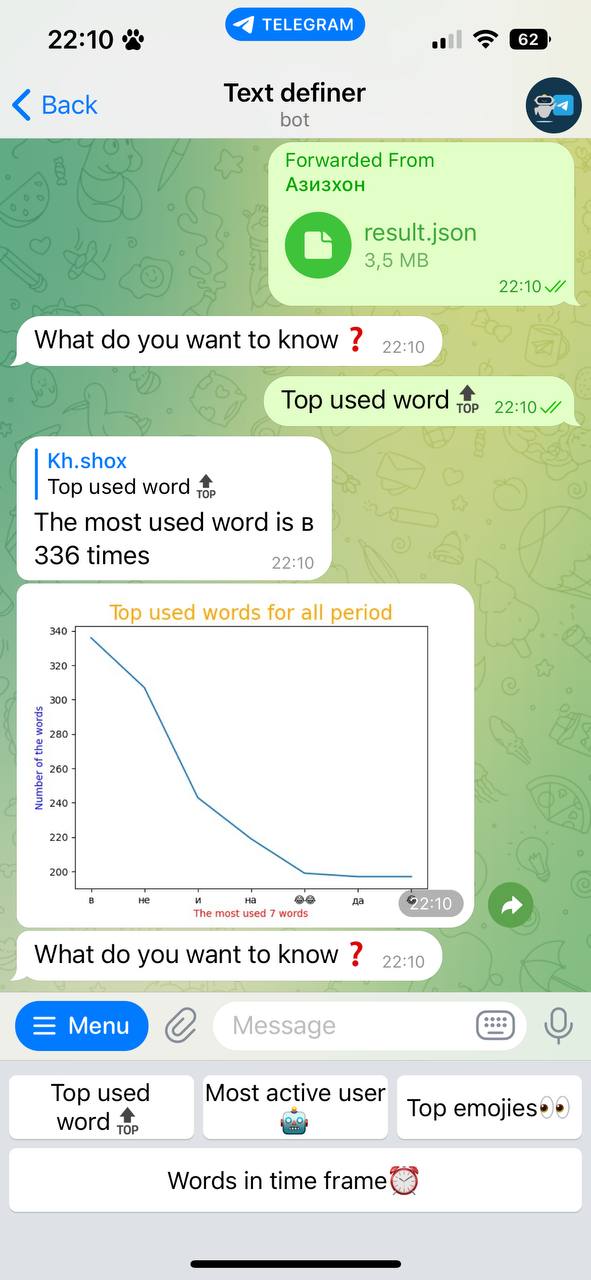 22:10
TELEGRAM
62
Back
Text definer
bot
Forwarded From
Азизхон
result.json
3,5 MB
22:10
What do you want to know ❓ 22:10
Top used word 🔝 22:10
Kh.shox
Top used word 🔝
The most used word is в
336 times
22:10
Top used words for all period
340
320
300
280
260
240
220
200
Number of the words
в не и на 😂😂 да
22:10
The most used 7 words
What do you want to know ❓ 22:10
Menu
Message
Top used
word 🔝
Most active user
🤖
Top emojies👀
Words in time frame⏰